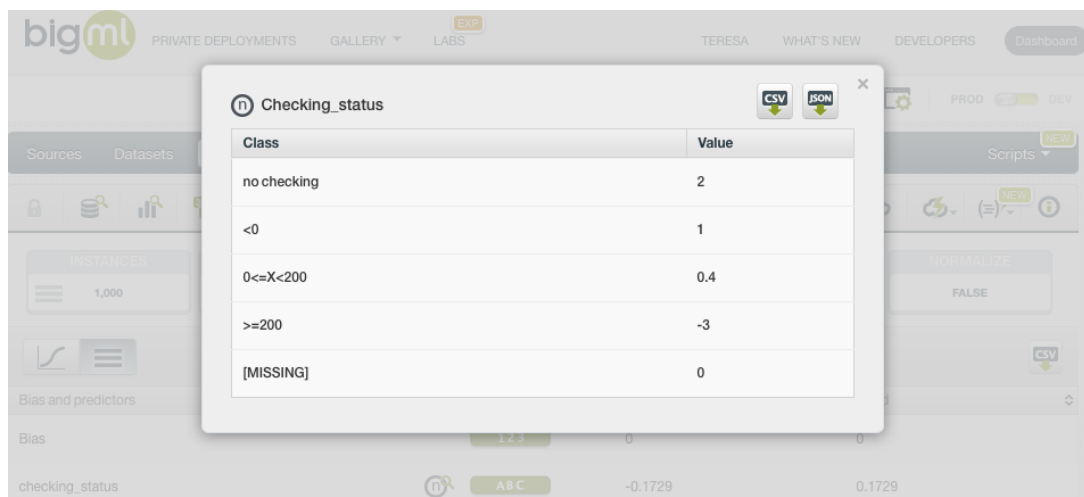 bigml PRIVATE DEPLOYMENTS GALLERY LABS EXP TERESA WHAT'S NEW DEVELOPERS Dashboard
Checking_status CSV JSON ×
PROD DEV
Class Value
Sources Datasets Scripts NEW
no checking 2
NEW
<0 1
INSTANCES NORMALIZE
0<=X<200 0.4
1,000 FALSE
>=200 -3
CSV
[MISSING] 0
Bias and predictors
Bias 123 0 0
checking_status n ABC -0.1729 0.1729